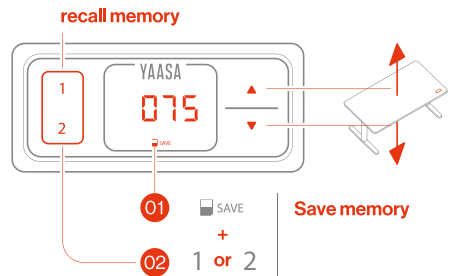 recall memory
YAASA
1
075
2
SAVE
01
SAVE
Save memory
+
02
1 or 2